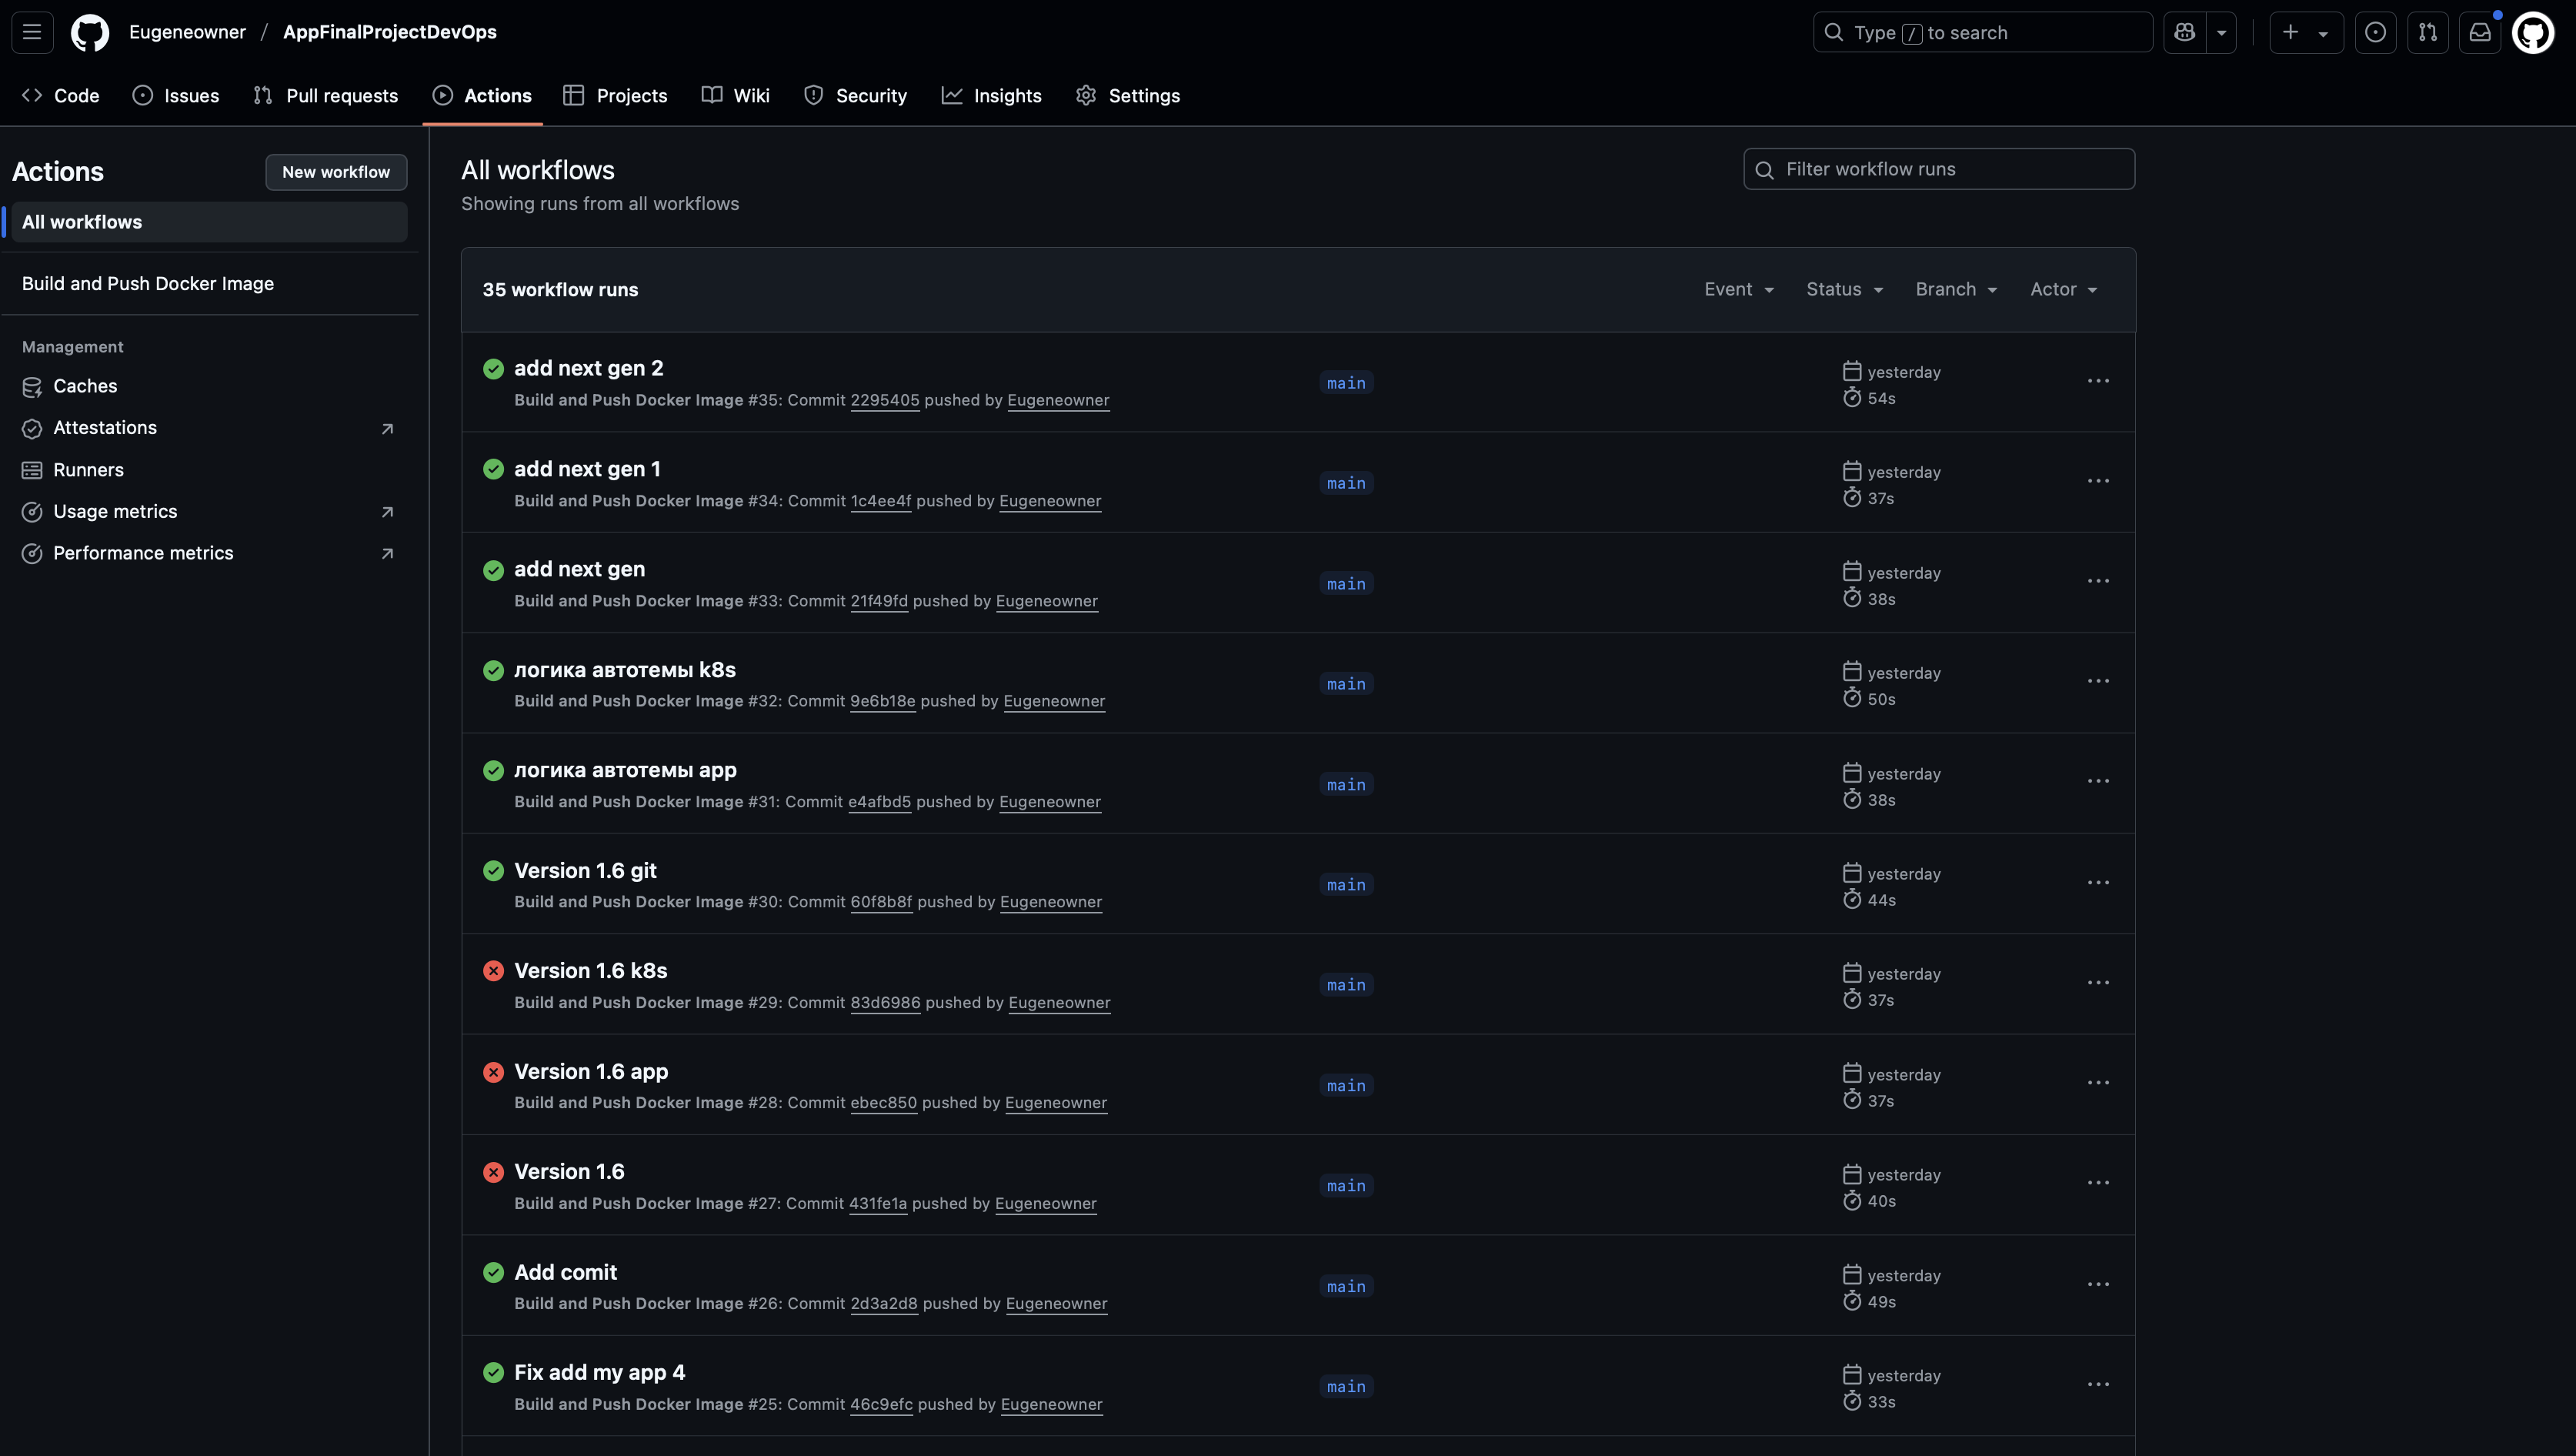 Eugeneowner / AppFinalProjectDevOps
Type / to search
Code Issues Pull requests Actions Projects Wiki Security Insights Settings
Actions
New workflow
All workflows
Build and Push Docker Image
Management
Caches
Attestations
Runners
Usage metrics
Performance metrics
All workflows
Showing runs from all workflows
Filter workflow runs
35 workflow runs
Event Status Branch Actor
add next gen 2
Build and Push Docker Image #35: Commit 2295405 pushed by Eugeneowner
main
yesterday
54s
add next gen 1
Build and Push Docker Image #34: Commit 1c4ee4f pushed by Eugeneowner
main
yesterday
37s
add next gen
Build and Push Docker Image #33: Commit 21f49fd pushed by Eugeneowner
main
yesterday
38s
логика автотемы k8s
Build and Push Docker Image #32: Commit 9e6b18e pushed by Eugeneowner
main
yesterday
50s
логика автотемы app
Build and Push Docker Image #31: Commit e4afbd5 pushed by Eugeneowner
main
yesterday
38s
Version 1.6 git
Build and Push Docker Image #30: Commit 60f8b8f pushed by Eugeneowner
main
yesterday
44s
Version 1.6 k8s
Build and Push Docker Image #29: Commit 83d6986 pushed by Eugeneowner
main
yesterday
37s
Version 1.6 app
Build and Push Docker Image #28: Commit ebec850 pushed by Eugeneowner
main
yesterday
37s
Version 1.6
Build and Push Docker Image #27: Commit 431fe1a pushed by Eugeneowner
main
yesterday
40s
Add comit
Build and Push Docker Image #26: Commit 2d3a2d8 pushed by Eugeneowner
main
yesterday
49s
Fix add my app 4
Build and Push Docker Image #25: Commit 46c9efc pushed by Eugeneowner
main
yesterday
33s